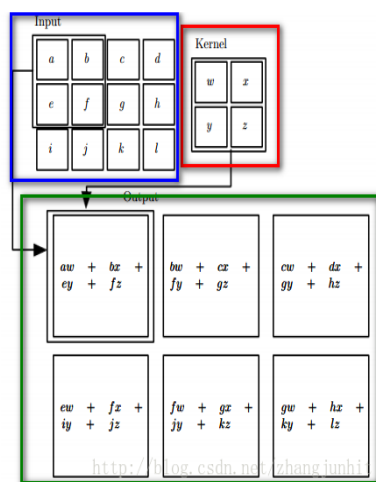 Input
Kernel
a b c d
w x
e f g h
y z
i j k l
Output
aw + bx +
ey + fz
bw + cx +
fy + gz
cw + dx +
gy + hz
ew + fx +
iy + jz
fw + gx +
jy + kz
gw + hx +
ky + lz
http://blog.csdn.net/zhangjunhit